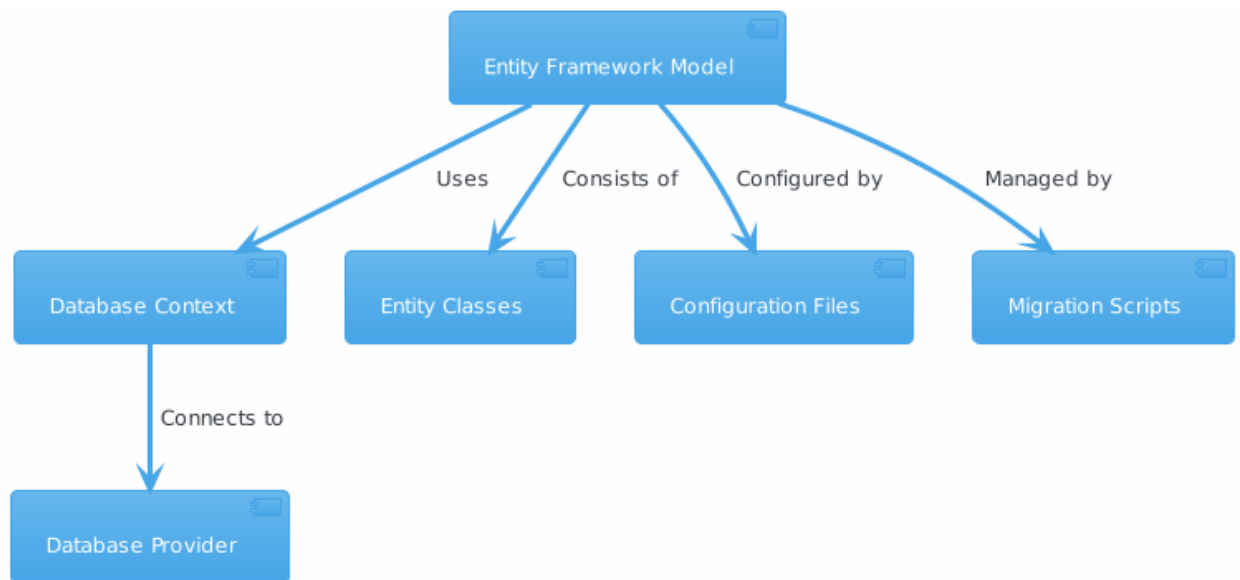 Entity Framework Model
Uses
Consists of
Configured by
Managed by
Database Context
Entity Classes
Configuration Files
Migration Scripts
Connects to
Database Provider